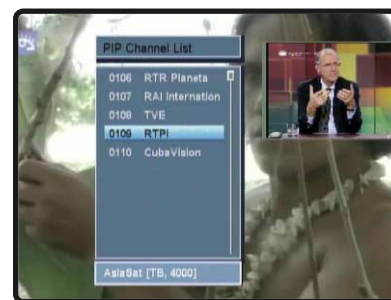 PIP Channel List
0106 RTR Planeta
0107 RAI Internation
0108 TVE
0109 RTPi
0110 CubaVision
AsiaSat [TB, 4000]